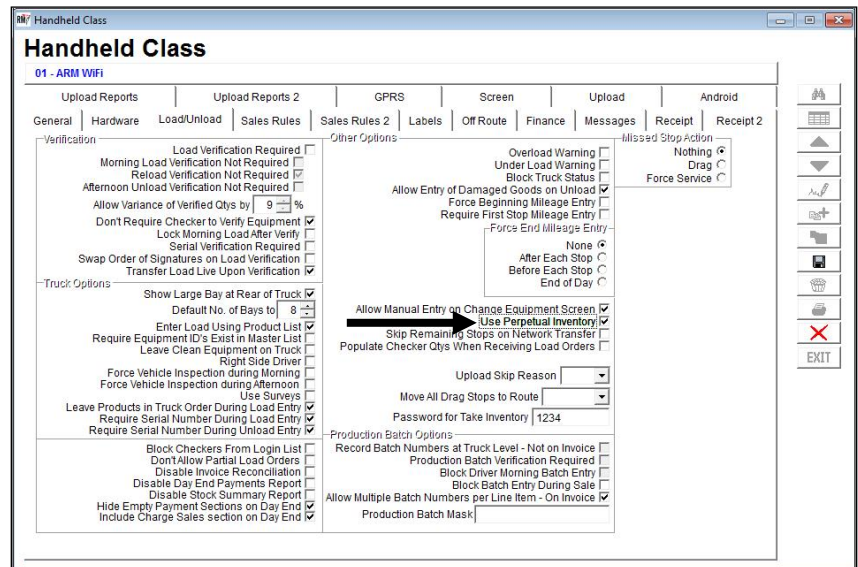 RM7 Handheld Class
Handheld Class
01 - ARM WiFi
Upload Reports Upload Reports 2 GPRS Screen Upload Android
General Hardware Load/Unload Sales Rules Sales Rules 2 Labels Off Route Finance Messages Receipt Receipt 2
Verification
Load Verification Required
Morning Load Verification Not Required
Reload Verification Not Required
Afternoon Unload Verification Not Required
Allow Variance of Verified Qtys by 9 %
Don't Require Checker to Verify Equipment
Lock Morning Load After Verify
Serial Verification Required
Swap Order of Signatures on Load Verification
Transfer Load Live Upon Verification
Truck Options
Show Large Bay at Rear of Truck
Default No. of Bays to 8
Enter Load Using Product List
Require Equipment ID's Exist in Master List
Leave Clean Equipment on Truck
Right Side Driver
Force Vehicle Inspection during Morning
Force Vehicle Inspection during Afternoon
Use Surveys
Leave Products in Truck Order During Load Entry
Require Serial Number During Load Entry
Require Serial Number During Unload Entry
Block Checkers From Login List
Don't Allow Partial Load Orders
Disable Invoice Reconciliation
Disable Day End Payments Report
Disable Stock Summary Report
Hide Empty Payment Sections on Day End
Include Charge Sales section on Day End
Other Options
Overload Warning
Under Load Warning
Block Truck Status
Allow Entry of Damaged Goods on Unload
Force Beginning Mileage Entry
Require First Stop Mileage Entry
Force End Mileage Entry
None
After Each Stop
Before Each Stop
End of Day
Allow Manual Entry on Change Equipment Screen
Use Perpetual Inventory
Skip Remaining Stops on Network Transfer
Populate Checker Qtys When Receiving Load Orders
Upload Skip Reason
Move All Drag Stops to Route
Password for Take Inventory 1234
Production Batch Options
Record Batch Numbers at Truck Level - Not on Invoice
Production Batch Verification Required
Block Driver Morning Batch Entry
Block Batch Entry During Sale
Allow Multiple Batch Numbers per Line Item - On Invoice
Production Batch Mask
Missed Stop Action
Nothing
Drag
Force Service
EXIT